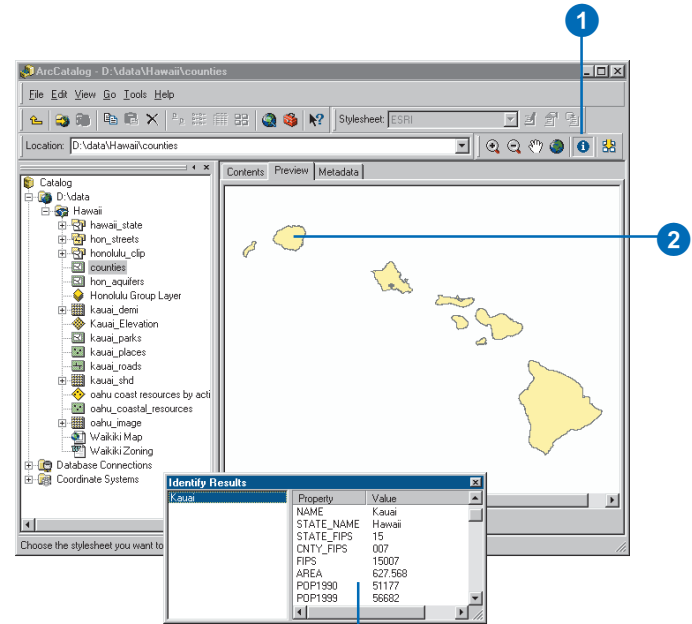 1
ArcCatalog - D:\data\Hawaii\counties
File Edit View Go Tools Help
Stylesheet: ESRI
Location: D:\data\Hawaii\counties
Catalog
D:\data
Hawaii
hawaii_state
hon_streets
honolulu_clip
counties
hon_aquifers
Honolulu Group Layer
kauai_demi
Kauai_Elevation
kauai_parks
kauai_places
kauai_roads
kauai_shd
oahu coast resources by acti
oahu_coastal_resources
oahu_image
Waikiki Map
Waikiki Zoning
Database Connections
Coordinate Systems
Contents Preview Metadata
2
Identify Results
Kauai
Property Value
NAME Kauai
STATE_NAME Hawaii
STATE_FIPS 15
CNTY_FIPS 007
FIPS 15007
AREA 627.568
POP1990 51177
POP1999 56682
Choose the stylesheet you want to